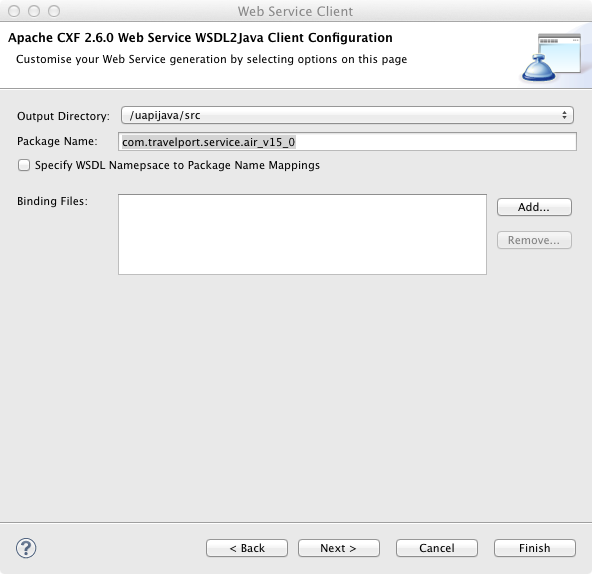 Web Service Client
Apache CXF 2.6.0 Web Service WSDL2Java Client Configuration
Customise your Web Service generation by selecting options on this page
Output Directory: /uapijava/src
Package Name: com.travelport.service.air_v15_0
Specify WSDL Namepsace to Package Name Mappings
Binding Files:
Add...
Remove...
? < Back Next > Cancel Finish